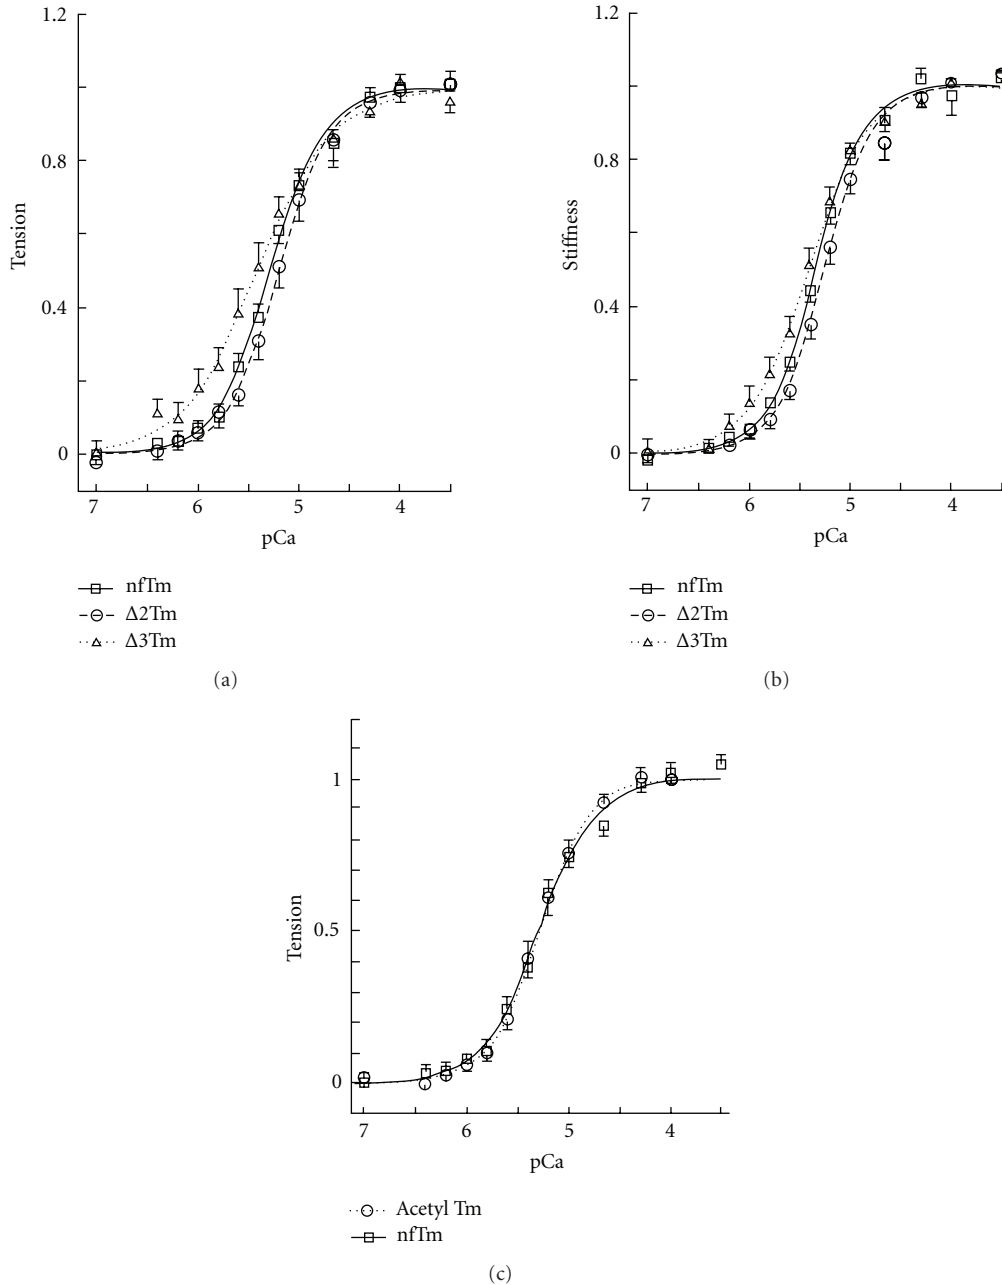 1.2
0.8
0.4
0
Tension
7 6 5 4
pCa
nfTm
Δ2Tm
Δ3Tm
(a)
1.2
0.8
0.4
0
Stiffness
7 6 5 4
pCa
nfTm
Δ2Tm
Δ3Tm
(b)
1
0.5
0
Tension
7 6 5 4
pCa
Acetyl Tm
nfTm
(c)